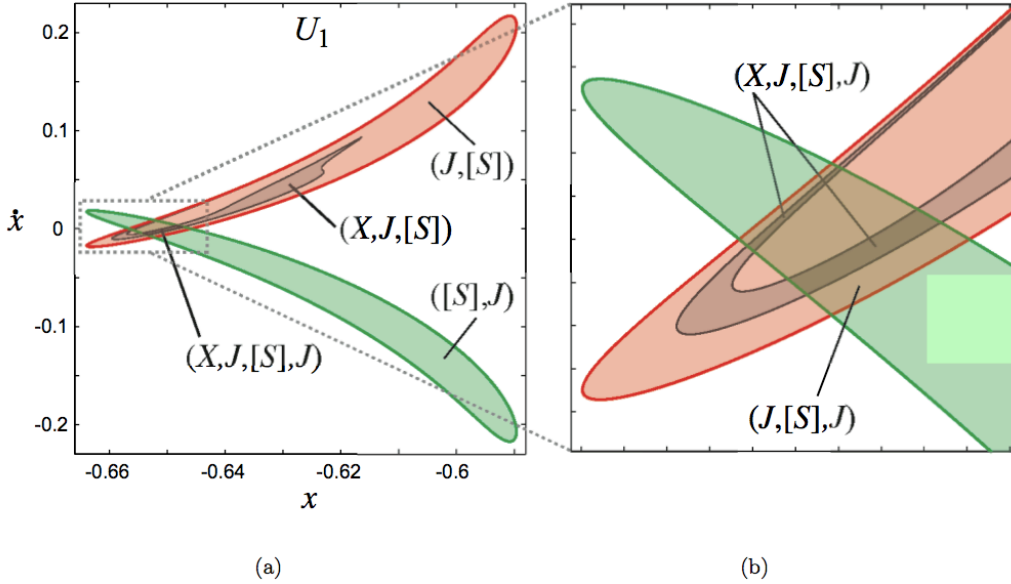 0.2
0.1
0
-0.1
-0.2
ẋ
U1
(J,[S])
(X,J,[S])
([S],J)
(X,J,[S],J)
-0.66
-0.64
-0.62
-0.6
x
(X,J,[S],J)
(J,[S],J)
(a)
(b)